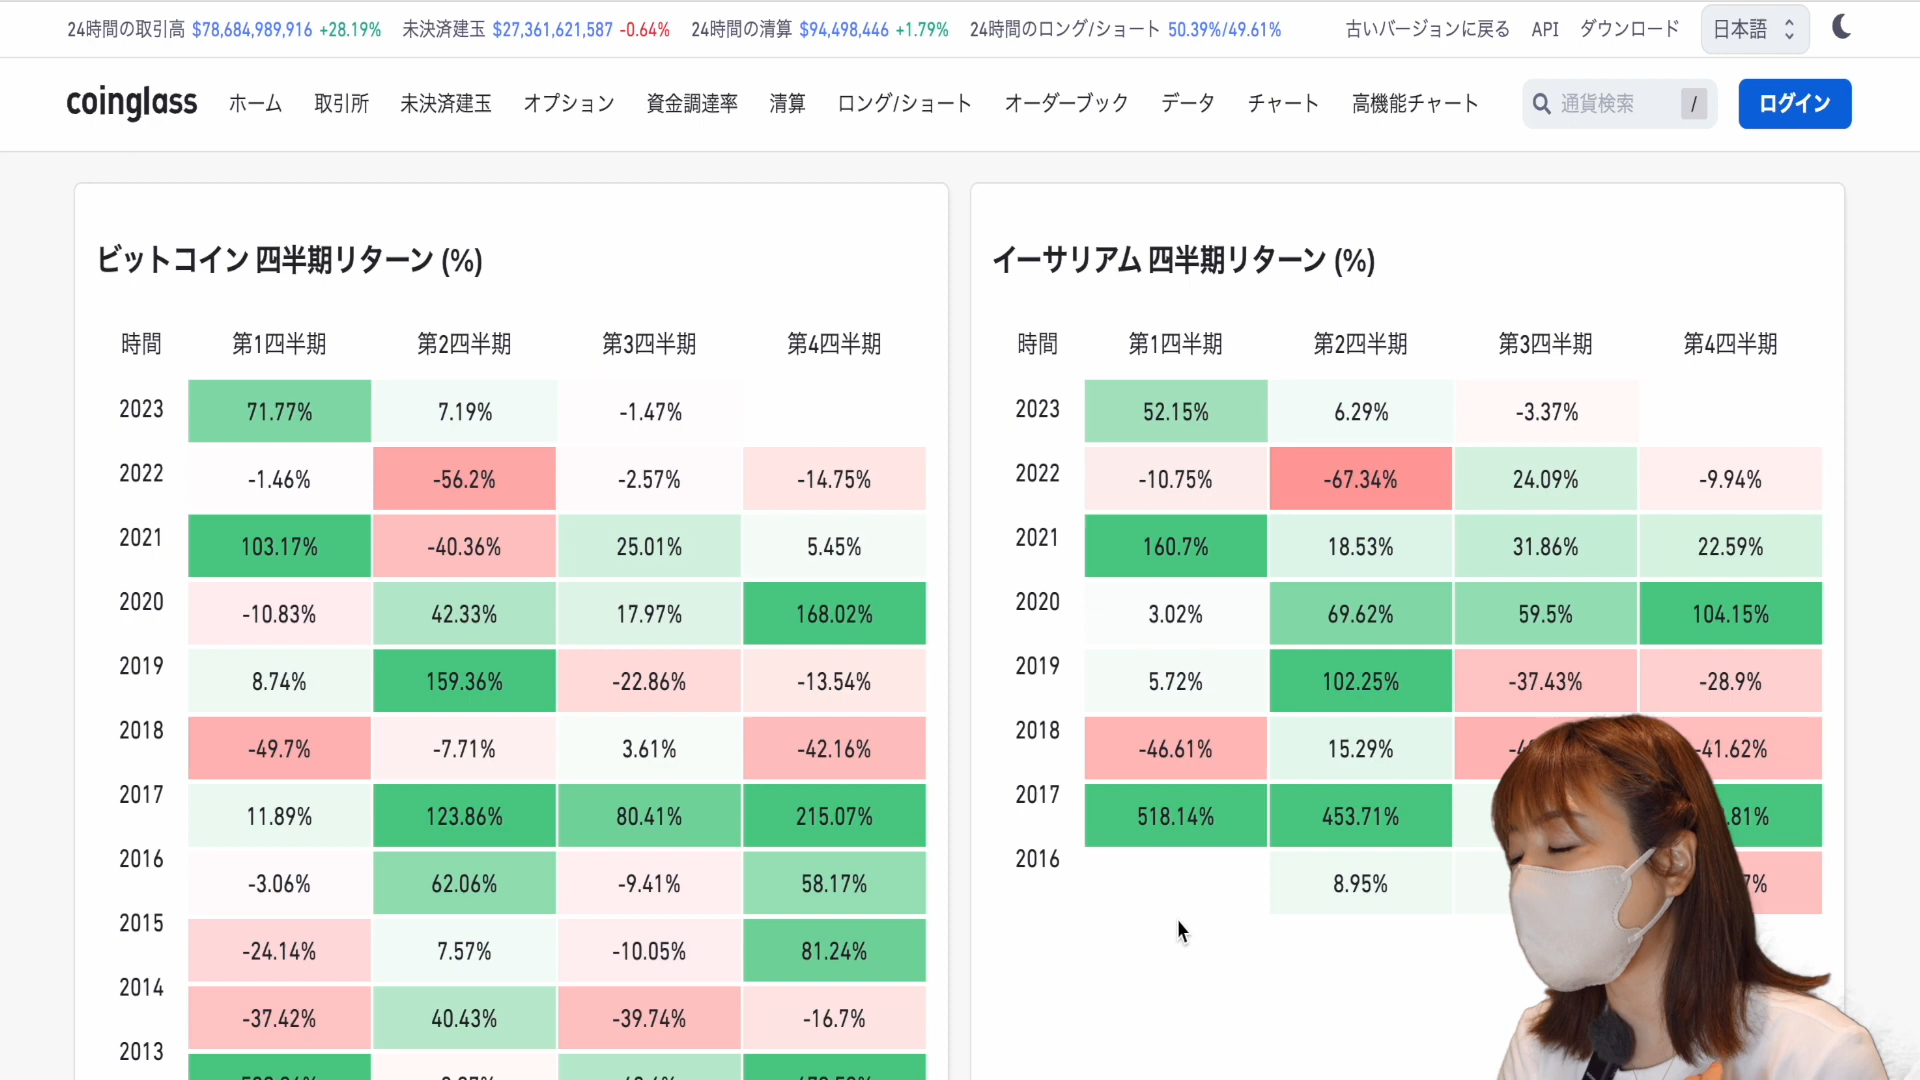 24時間の取引高 $78,684,989,916 +28.19% 未決済建玉 $27,361,621,587 -0.64% 24時間の清算 $94,498,446 +1.79% 24時間のロング/ショート 50.39%/49.61% 古いバージョンに戻る API ダウンロード 日本語
coinglass ホーム 取引所 未決済建玉 オプション 資金調達率 清算 ロング/ショート オーダーブック データ チャート 高機能チャート 通貨検索 / ログイン
ビットコイン 四半期リターン (%)
時間 第1四半期 第2四半期 第3四半期 第4四半期
2023 71.77% 7.19% -1.47%
2022 -1.46% -56.2% -2.57% -14.75%
2021 103.17% -40.36% 25.01% 5.45%
2020 -10.83% 42.33% 17.97% 168.02%
2019 8.74% 159.36% -22.86% -13.54%
2018 -49.7% -7.71% 3.61% -42.16%
2017 11.89% 123.86% 80.41% 215.07%
2016 -3.06% 62.06% -9.41% 58.17%
2015 -24.14% 7.57% -10.05% 81.24%
2014 -37.42% 40.43% -39.74% -16.7%
2013
イーサリアム 四半期リターン (%)
時間 第1四半期 第2四半期 第3四半期 第4四半期
2023 52.15% 6.29% -3.37%
2022 -10.75% -67.34% 24.09% -9.94%
2021 160.7% 18.53% 31.86% 22.59%
2020 3.02% 69.62% 59.5% 104.15%
2019 5.72% 102.25% -37.43% -28.9%
2018 -46.61% 15.29% -41.62%
2017 518.14% 453.71%
2016 8.95%